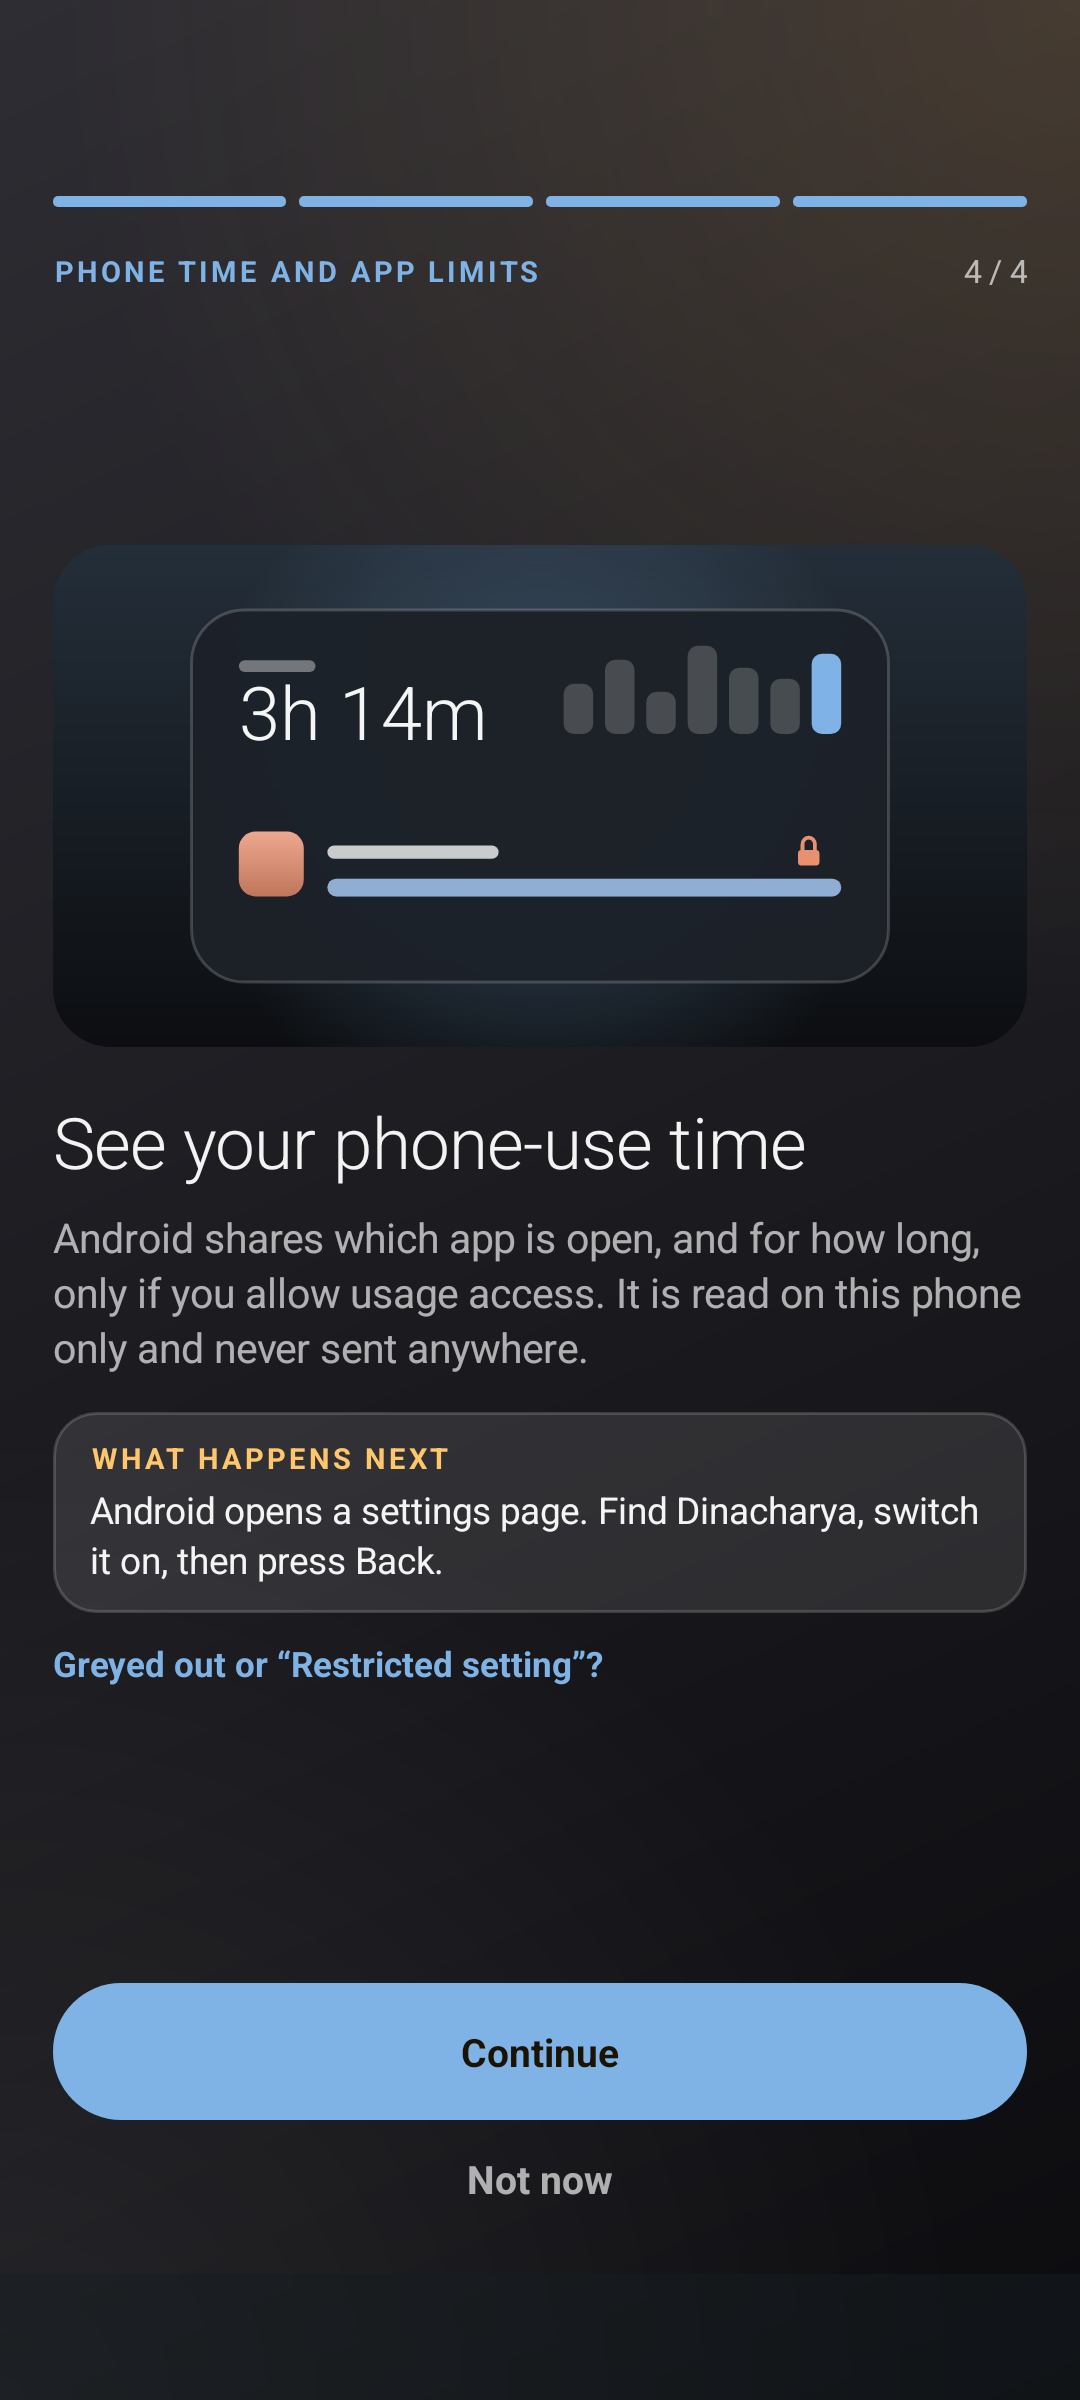 PHONE TIME AND APP LIMITS
4 / 4
3h 14m
See your phone-use time
Android shares which app is open, and for how long,
only if you allow usage access. It is read on this phone
only and never sent anywhere.
WHAT HAPPENS NEXT
Android opens a settings page. Find Dinacharya, switch
it on, then press Back.
Greyed out or “Restricted setting”?
Continue
Not now